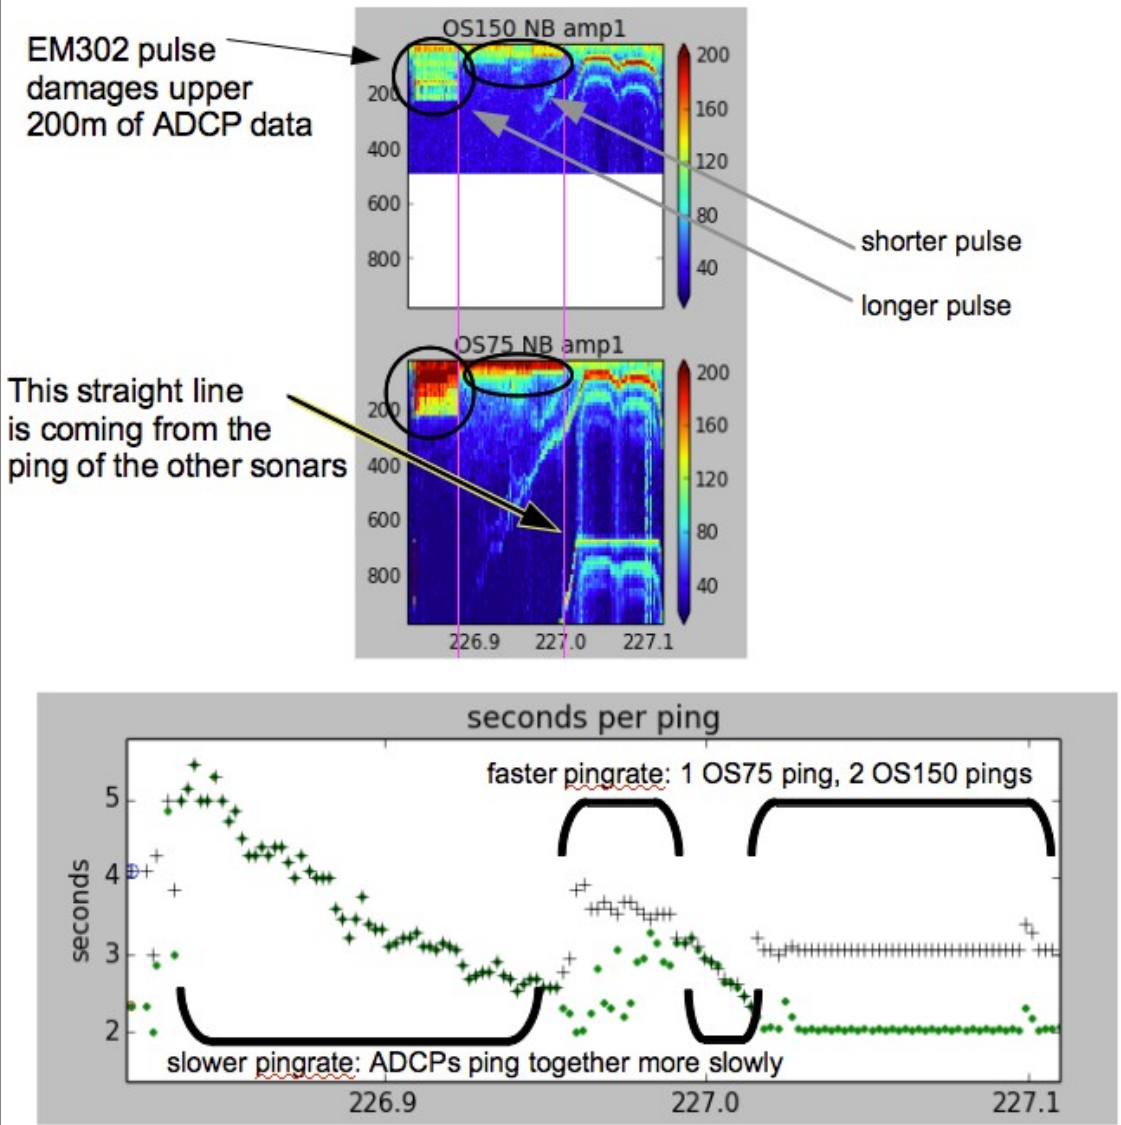 OS150 NB amp1
EM302 pulse
damages upper
200m of ADCP data
200
400
600
800
200
160
120
80
40
shorter pulse
longer pulse
OS75 NB amp1
This straight line
is coming from the
ping of the other sonars
200
400
600
800
200
160
120
80
40
226.9 227.0 227.1
seconds per ping
faster pingrate: 1 OS75 ping, 2 OS150 pings
seconds
5
4
3
2
slower pingrate: ADCPs ping together more slowly
226.9 227.0 227.1